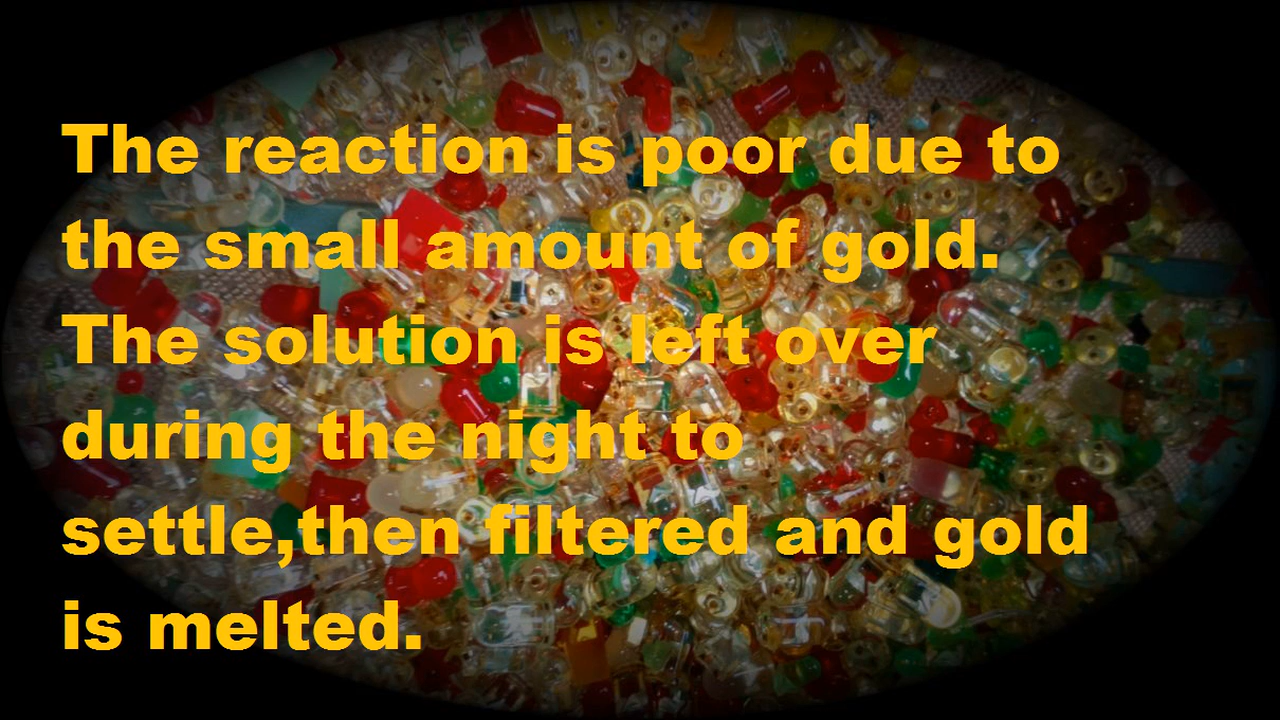 The reaction is poor due to
the small amount of gold.
The solution is left over
during the night to
settle,then filtered and gold
is melted.